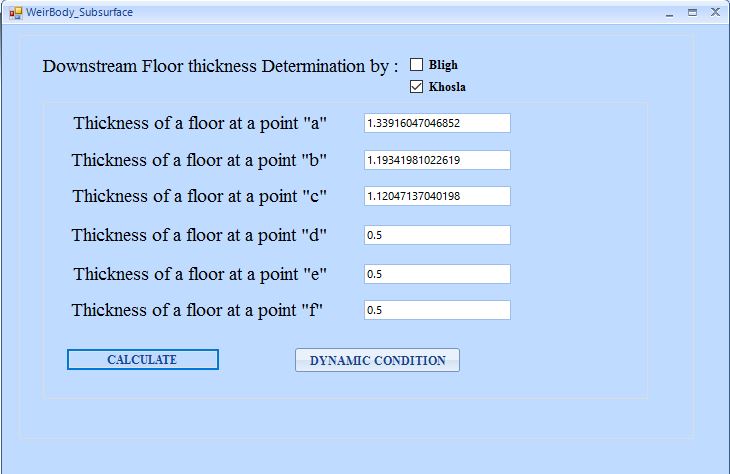 WeirBody_Subsurface
Downstream Floor thickness Determination by :
Bligh
Khosla
Thickness of a floor at a point "a" 1.33916047046852
Thickness of a floor at a point "b" 1.19341981022619
Thickness of a floor at a point "c" 1.12047137040198
Thickness of a floor at a point "d" 0.5
Thickness of a floor at a point "e" 0.5
Thickness of a floor at a point "f" 0.5
CALCULATE DYNAMIC CONDITION